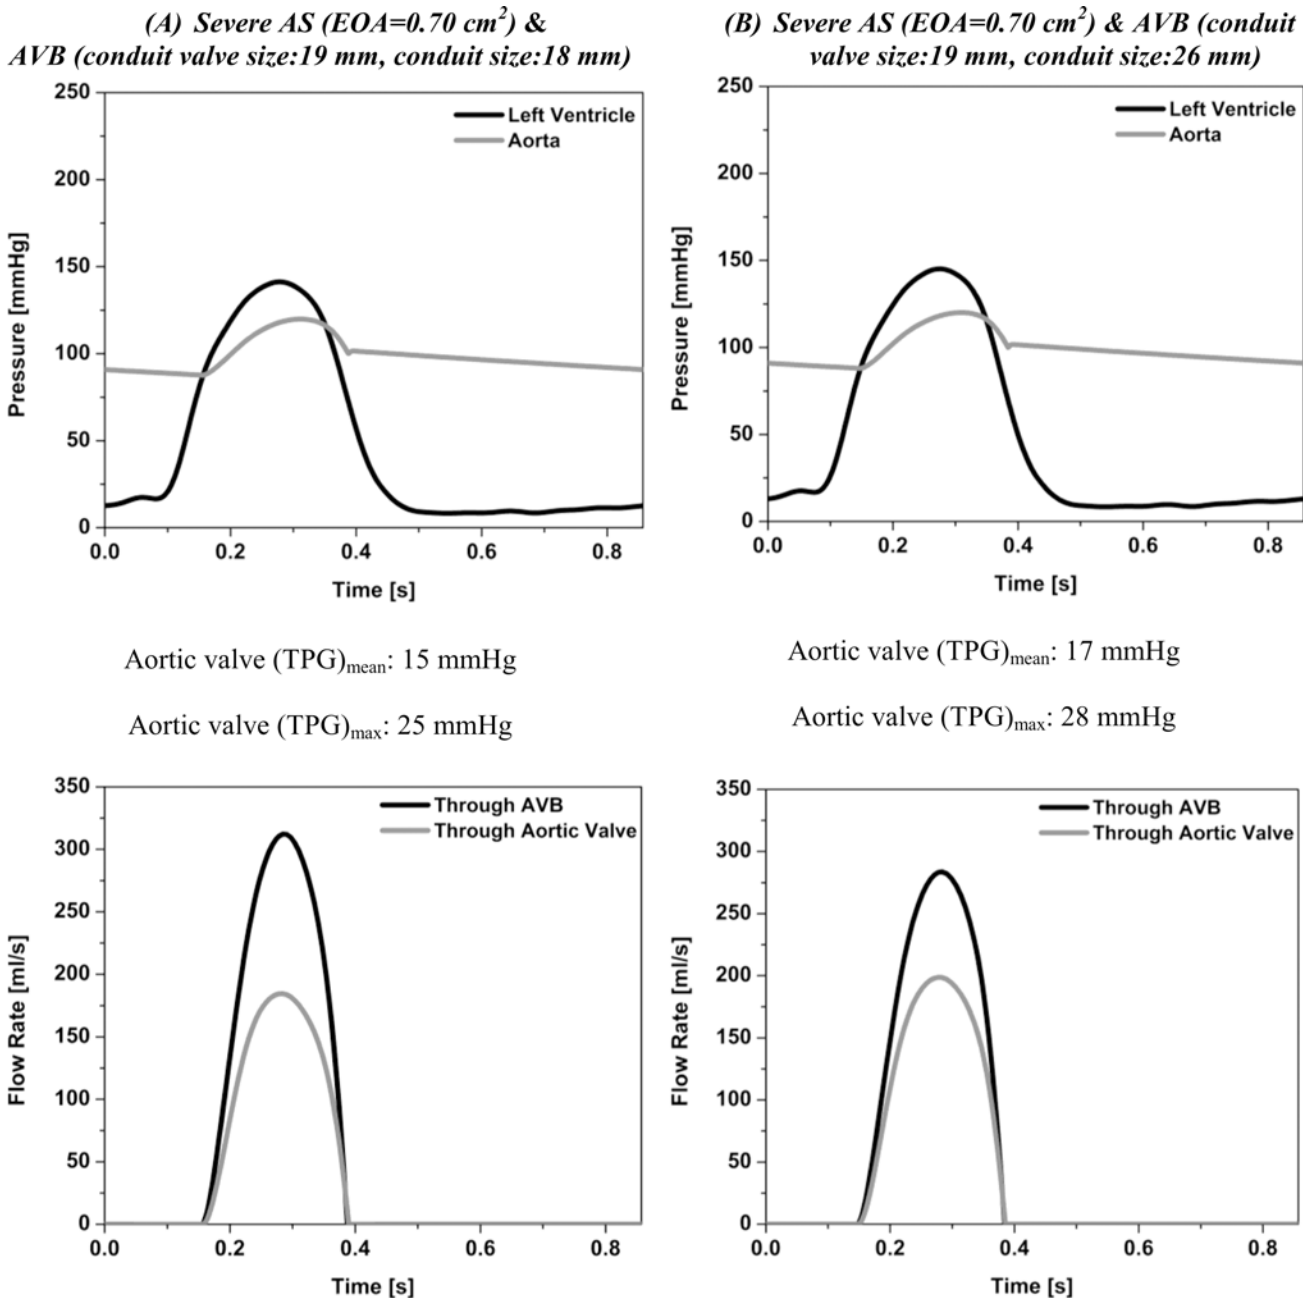 (A) Severe AS (EOA=0.70 cm²) &
AVB (conduit valve size:19 mm, conduit size:18 mm)
250
200
150
100
50
0
Pressure [mmHg]
Left Ventricle
Aorta
0.0 0.2 0.4 0.6 0.8
Time [s]
Aortic valve (TPG)mean: 15 mmHg
Aortic valve (TPG)max: 25 mmHg
350
300
250
200
150
100
50
0
Flow Rate [ml/s]
Through AVB
Through Aortic Valve
0.0 0.2 0.4 0.6 0.8
Time [s]
(B) Severe AS (EOA=0.70 cm²) & AVB (conduit
valve size:19 mm, conduit size:26 mm)
250
200
150
100
50
0
Pressure [mmHg]
Left Ventricle
Aorta
0.0 0.2 0.4 0.6 0.8
Time [s]
Aortic valve (TPG)mean: 17 mmHg
Aortic valve (TPG)max: 28 mmHg
350
300
250
200
150
100
50
0
Flow Rate [ml/s]
Through AVB
Through Aortic Valve
0.0 0.2 0.4 0.6 0.8
Time [s]